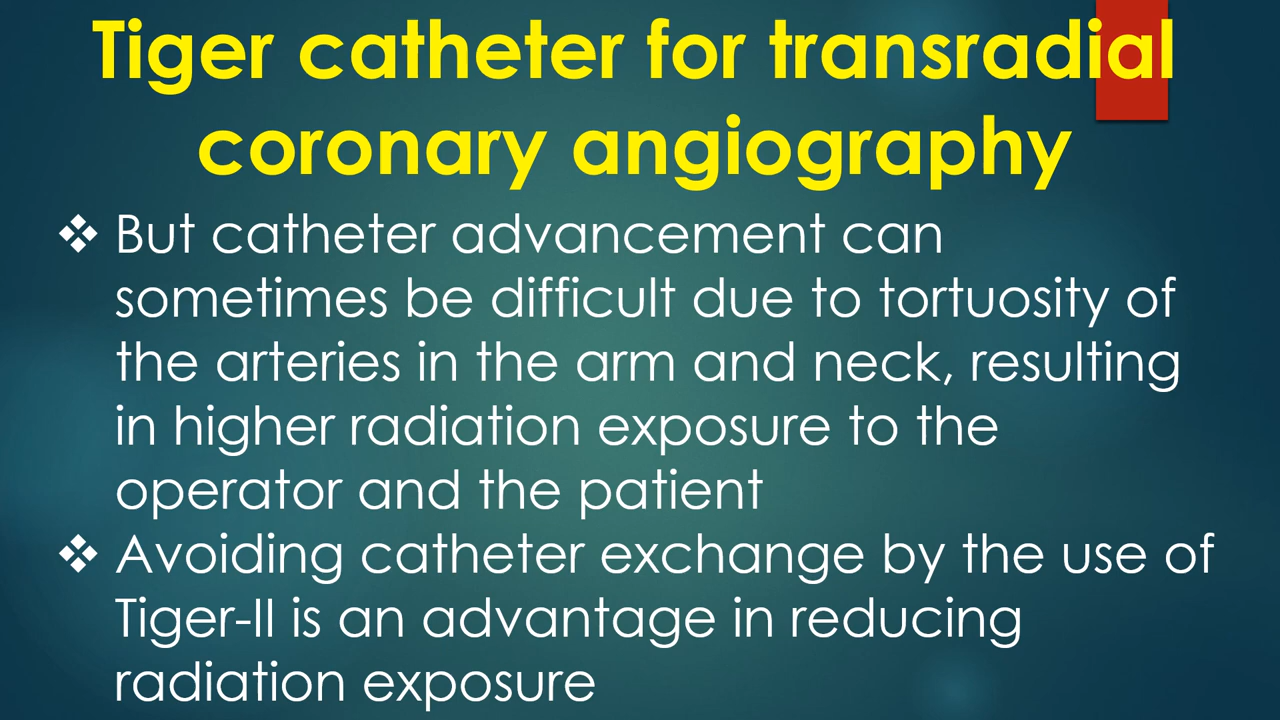 Tiger catheter for transradial
coronary angiography
❖ But catheter advancement can
sometimes be difficult due to tortuosity of
the arteries in the arm and neck, resulting
in higher radiation exposure to the
operator and the patient
❖ Avoiding catheter exchange by the use of
Tiger-II is an advantage in reducing
radiation exposure